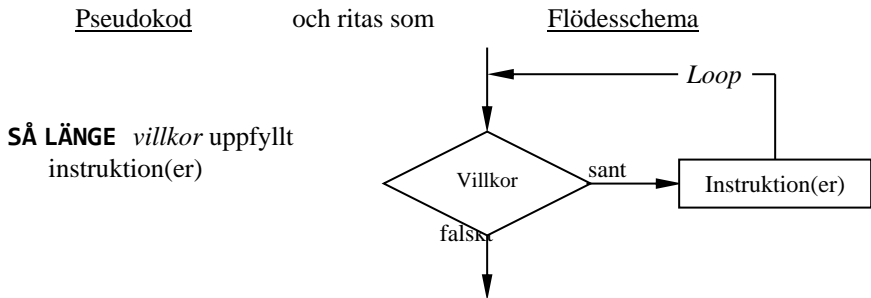 Pseudokod och ritas som Flödesschema
Loop
SÅ LÄNGE villkor uppfyllt
instruktion(er)
Villkor
sant
Instruktion(er)
falskt